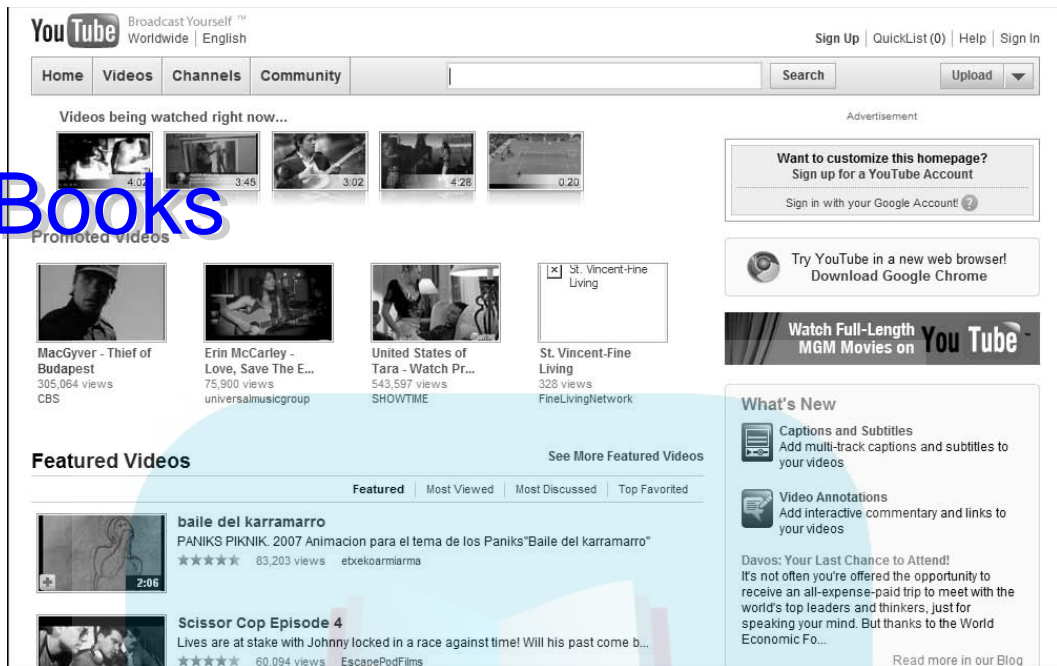 You Tube Broadcast Yourself ™
Worldwide | English
Sign Up | QuickList (0) | Help | Sign In
Home Videos Channels Community
Search
Upload
Videos being watched right now...
4:02 3:45 3:02 4:28 0:20
Books
Promoted Videos
MacGyver - Thief of
Budapest
305,064 views
CBS
Erin McCarley -
Love, Save The E...
75,900 views
universalmusicgroup
United States of
Tara - Watch Pr...
543,597 views
SHOWTIME
St. Vincent-Fine
Living
St. Vincent-Fine
Living
328 views
FineLivingNetwork
Featured Videos
See More Featured Videos
Featured | Most Viewed | Most Discussed | Top Favorited
2:06
baile del karramarro
PANIKS PIKNIK. 2007 Animacion para el tema de los Paniks"Baile del karramarro"
83,203 views etxekoarmiarma
Scissor Cop Episode 4
Lives are at stake with Johnny locked in a race against time! Will his past come b...
60,094 views EscapePodFilms
Advertisement
Want to customize this homepage?
Sign up for a YouTube Account
Sign in with your Google Account! ?
Try YouTube in a new web browser!
Download Google Chrome
Watch Full-Length
MGM Movies on
You Tube
What's New
Captions and Subtitles
Add multi-track captions and subtitles to
your videos
Video Annotations
Add interactive commentary and links to
your videos
Davos: Your Last Chance to Attend!
It's not often you're offered the opportunity to
receive an all-expense-paid trip to meet with the
world's top leaders and thinkers, just for
speaking your mind. But thanks to the World
Economic Fo...
Read more in our Blog